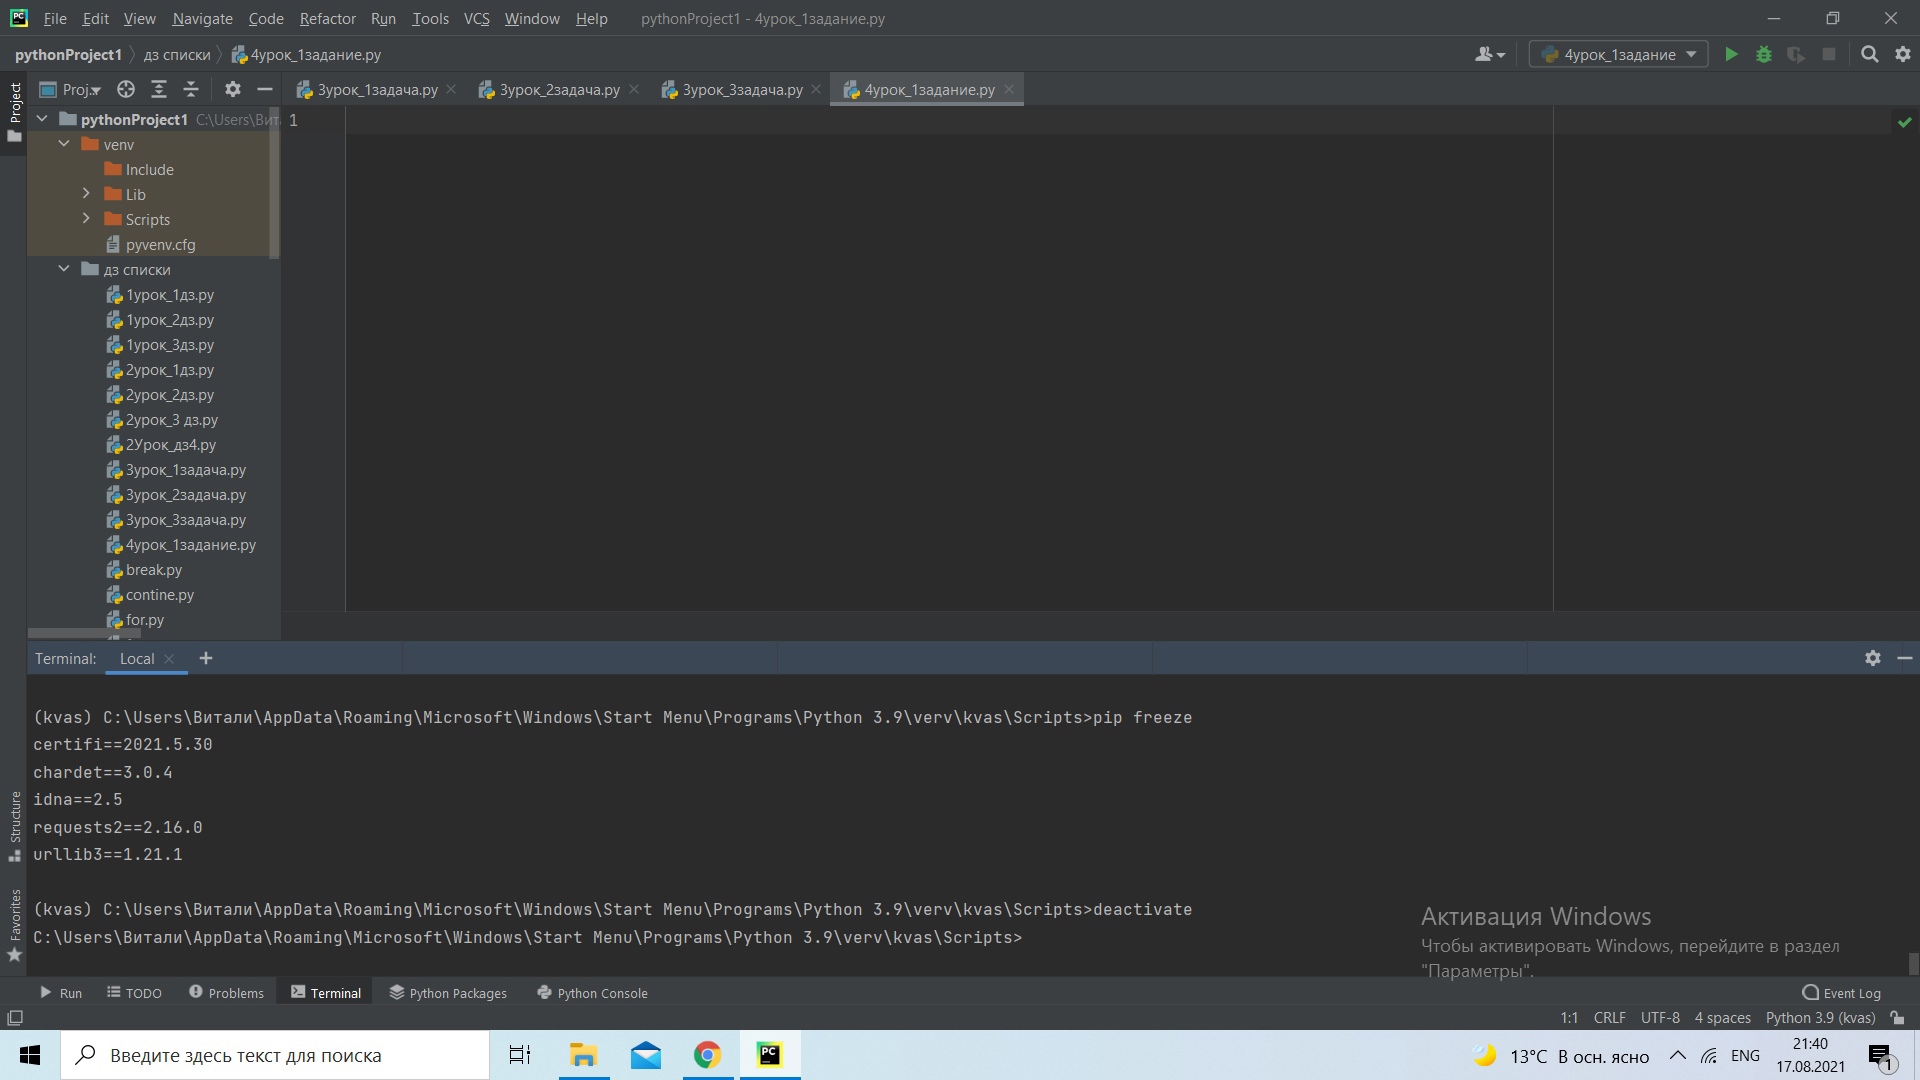 File Edit View Navigate Code Refactor Run Tools VCS Window Help pythonProject1 - 4урок_1задание.py
pythonProject1 дз списки 4урок_1задание.py 4урок_1задание
Project
Proj... 3урок_1задача.py 3урок_2задача.py 3урок_3задача.py 4урок_1задание.py
pythonProject1 C:\Users\Вит 1
venv
Include
Lib
Scripts
pyvenv.cfg
дз списки
1урок_1дз.py
1урок_2дз.py
1урок_3дз.py
2урок_1дз.py
2урок_2дз.py
2урок_3 дз.py
2Урок_дз4.py
3урок_1задача.py
3урок_2задача.py
3урок_3задача.py
4урок_1задание.py
break.py
contine.py
for.py
Terminal: Local
(kvas) C:\Users\Витали\AppData\Roaming\Microsoft\Windows\Start Menu\Programs\Python 3.9\verv\kvas\Scripts>pip freeze
certifi==2021.5.30
chardet==3.0.4
idna==2.5
requests2==2.16.0
urllib3==1.21.1
Structure
Favorites
(kvas) C:\Users\Витали\AppData\Roaming\Microsoft\Windows\Start Menu\Programs\Python 3.9\verv\kvas\Scripts>deactivate
C:\Users\Витали\AppData\Roaming\Microsoft\Windows\Start Menu\Programs\Python 3.9\verv\kvas\Scripts>
Активация Windows
Чтобы активировать Windows, перейдите в раздел
"Параметры".
Run TODO Problems Terminal Python Packages Python Console Event Log
1:1 CRLF UTF-8 4 spaces Python 3.9 (kvas)
Введите здесь текст для поиска PC 13°C В осн. ясно ENG 21:40
17.08.2021 1